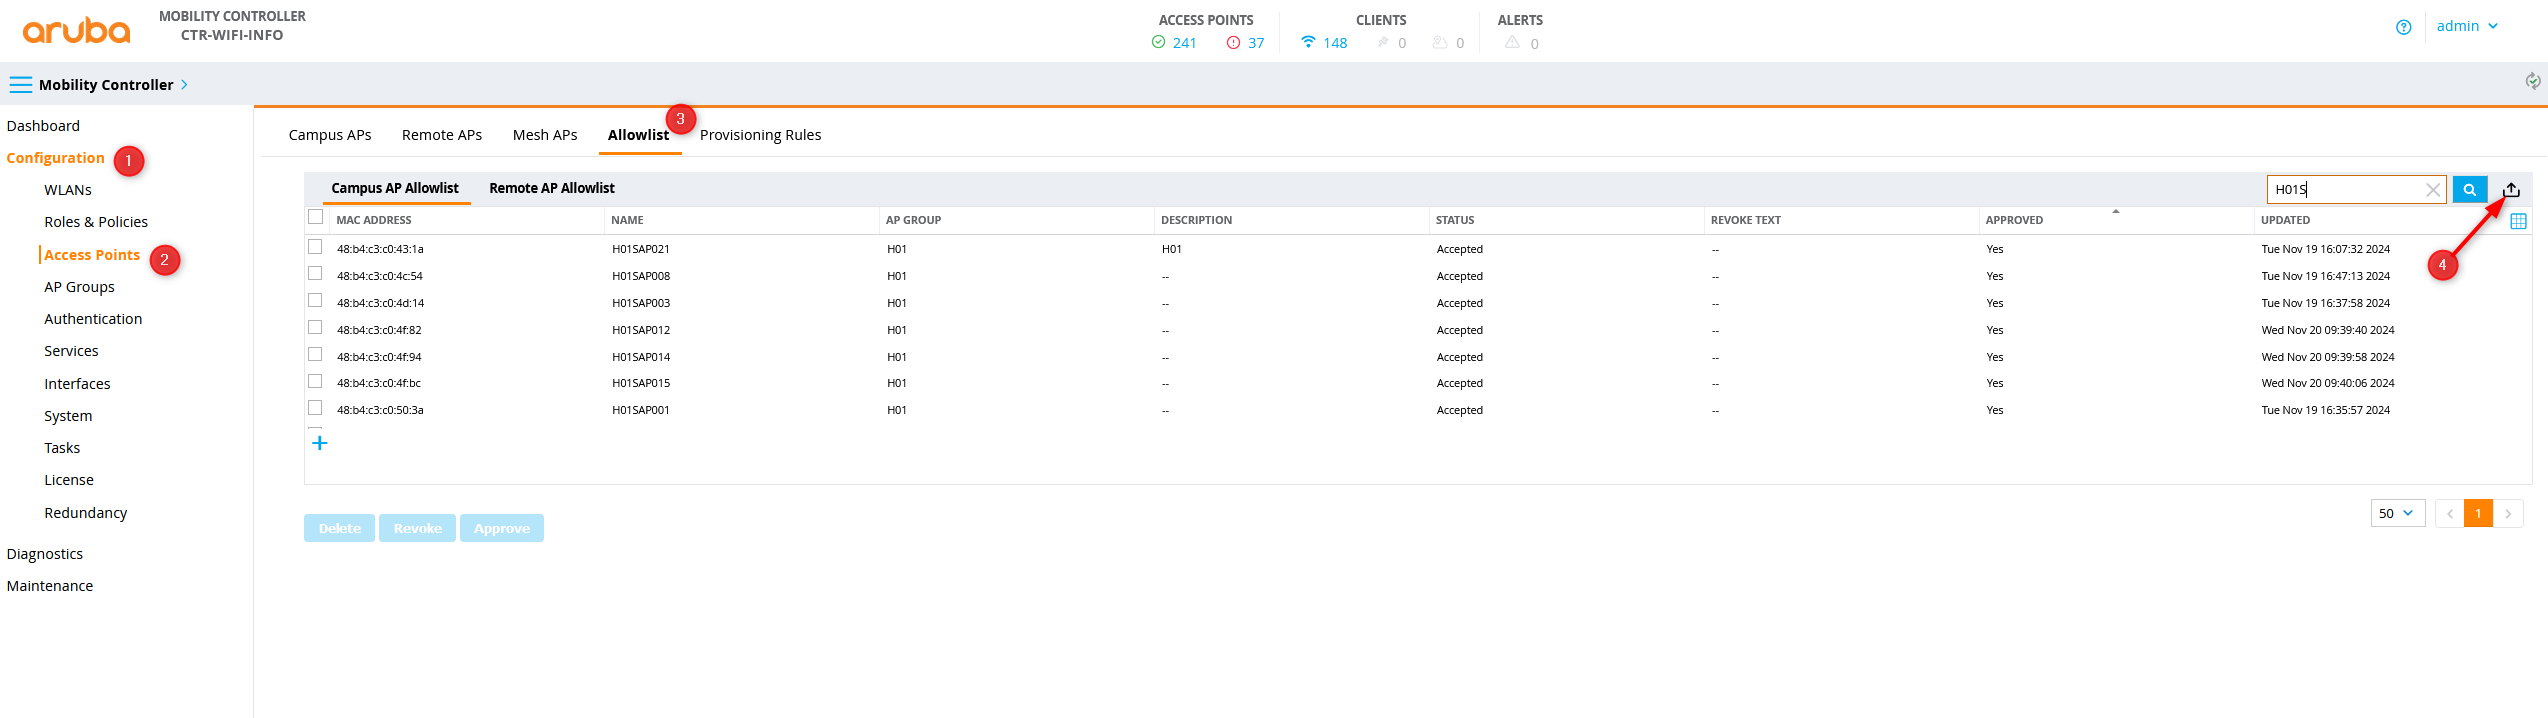 aruba
MOBILITY CONTROLLER
CTR-WIFI-INFO
ACCESS POINTS
241 37
CLIENTS
148 0 0
ALERTS
0
admin
Mobility Controller
Dashboard
Configuration 1
WLANs
Roles & Policies
Access Points 2
AP Groups
Authentication
Services
Interfaces
System
Tasks
License
Redundancy
Diagnostics
Maintenance
Campus APs Remote APs Mesh APs Allowlist 3 Provisioning Rules
Campus AP Allowlist Remote AP Allowlist H01S
MAC ADDRESS NAME AP GROUP DESCRIPTION STATUS REVOKE TEXT APPROVED UPDATED
48:b4:c3:c0:43:1a H01SAP021 H01 H01 Accepted -- Yes Tue Nov 19 16:07:32 2024
4
48:b4:c3:c0:4c:54 H01SAP008 H01 -- Accepted -- Yes Tue Nov 19 16:47:13 2024
48:b4:c3:c0:4d:14 H01SAP003 H01 -- Accepted -- Yes Tue Nov 19 16:37:58 2024
48:b4:c3:c0:4f:82 H01SAP012 H01 -- Accepted -- Yes Wed Nov 20 09:39:40 2024
48:b4:c3:c0:4f:94 H01SAP014 H01 -- Accepted -- Yes Wed Nov 20 09:39:58 2024
48:b4:c3:c0:4f:bc H01SAP015 H01 -- Accepted -- Yes Wed Nov 20 09:40:06 2024
48:b4:c3:c0:50:3a H01SAP001 H01 -- Accepted -- Yes Tue Nov 19 16:35:57 2024
+
Delete Revoke Approve
50 < 1 >